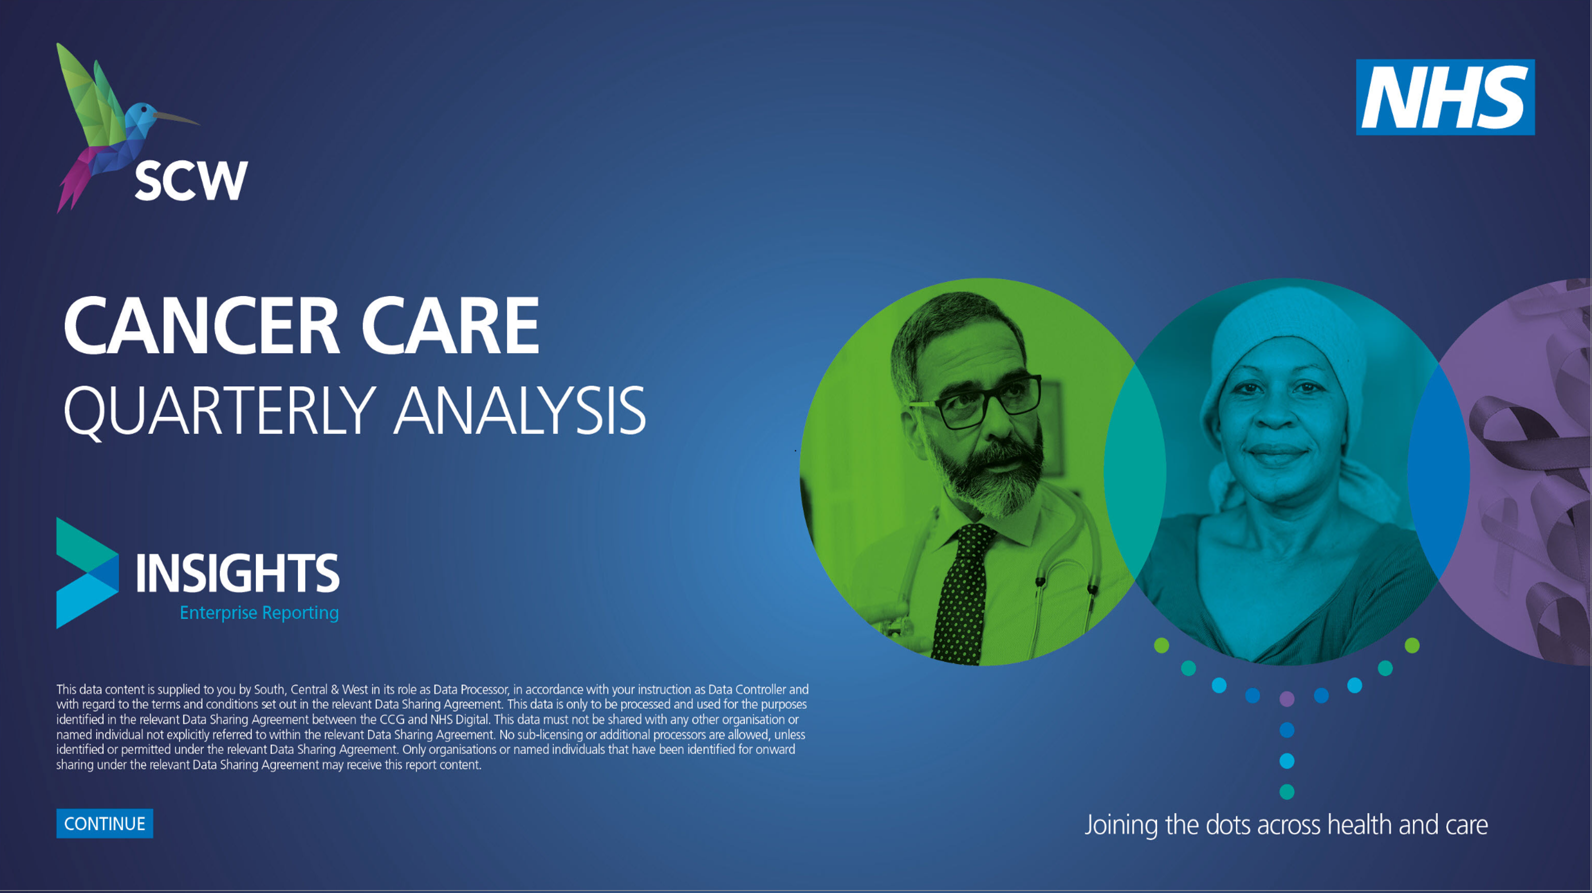 SCW
NHS
CANCER CARE
QUARTERLY ANALYSIS
INSIGHTS
Enterprise Reporting
This data content is supplied to you by South, Central & West in its role as Data Processor, in accordance with your instruction as Data Controller and
with regard to the terms and conditions set out in the relevant Data Sharing Agreement. This data is only to be processed and used for the purposes
identified in the relevant Data Sharing Agreement between the CCG and NHS Digital. This data must not be shared with any other organisation or
named individual not explicitly referred to within the relevant Data Sharing Agreement. No sub-licensing or additional processors are allowed, unless
identified or permitted under the relevant Data Sharing Agreement. Only organisations or named individuals that have been identified for onward
sharing under the relevant Data Sharing Agreement may receive this report content.
CONTINUE
Joining the dots across health and care